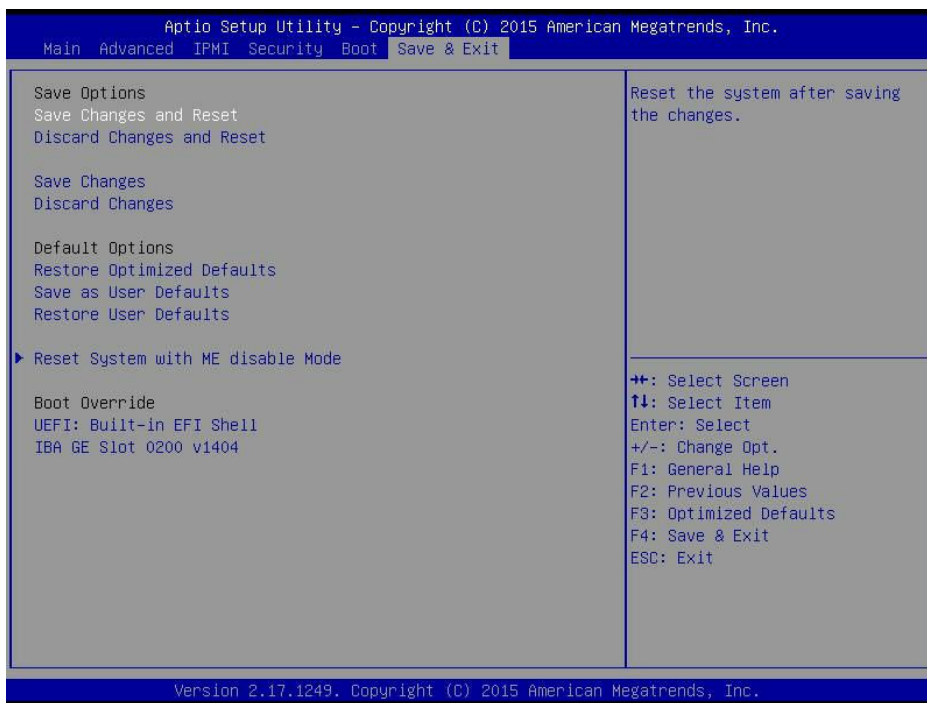 Aptio Setup Utility – Copyright (C) 2015 American Megatrends, Inc.
Main Advanced IPMI Security Boot Save & Exit
Save Options
Save Changes and Reset
Discard Changes and Reset
Save Changes
Discard Changes
Default Options
Restore Optimized Defaults
Save as User Defaults
Restore User Defaults
▶ Reset System with ME disable Mode
Boot Override
UEFI: Built-in EFI Shell
IBA GE Slot 0200 v1404
Reset the system after saving
the changes.
→←: Select Screen
↑↓: Select Item
Enter: Select
+/-: Change Opt.
F1: General Help
F2: Previous Values
F3: Optimized Defaults
F4: Save & Exit
ESC: Exit
Version 2.17.1249. Copyright (C) 2015 American Megatrends, Inc.